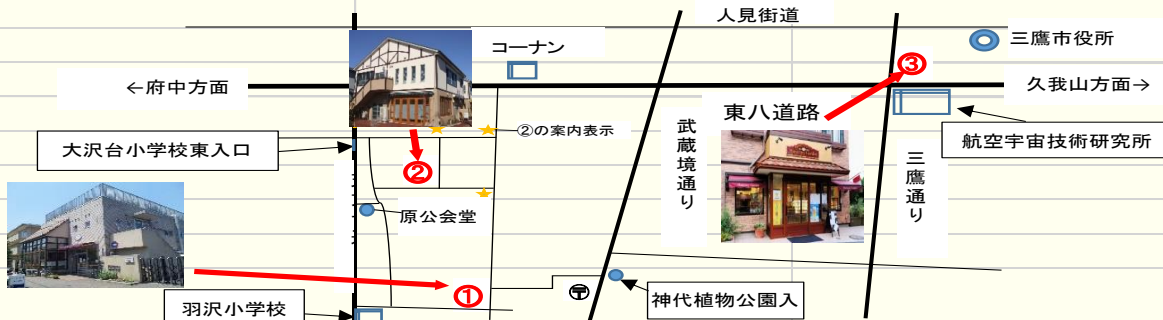 人見街道
三鷹市役所
コーナン
③
←府中方面
久我山方面→
東八道路
②の案内表示
武蔵境通り
大沢台小学校東入口
航空宇宙技術研究所
②
三鷹通り
原公会堂
①
〒
神代植物公園入
羽沢小学校